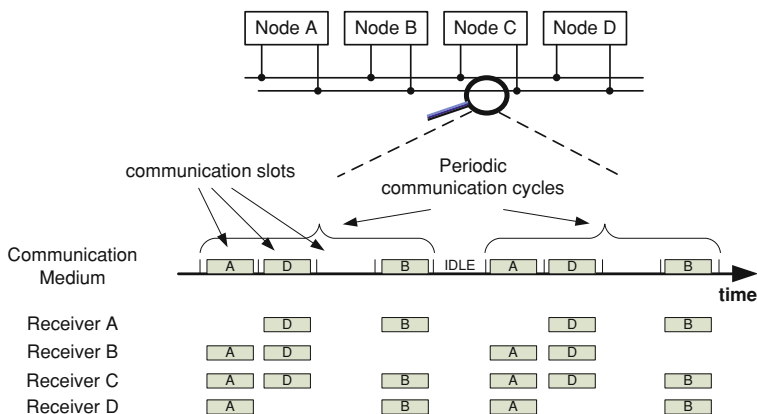 Node A Node B Node C Node D
communication slots
Periodic
communication cycles
Communication
Medium
A D B IDLE A D B
time
Receiver A D B D B
Receiver B A D A D
Receiver C A D B A D B
Receiver D A B A B